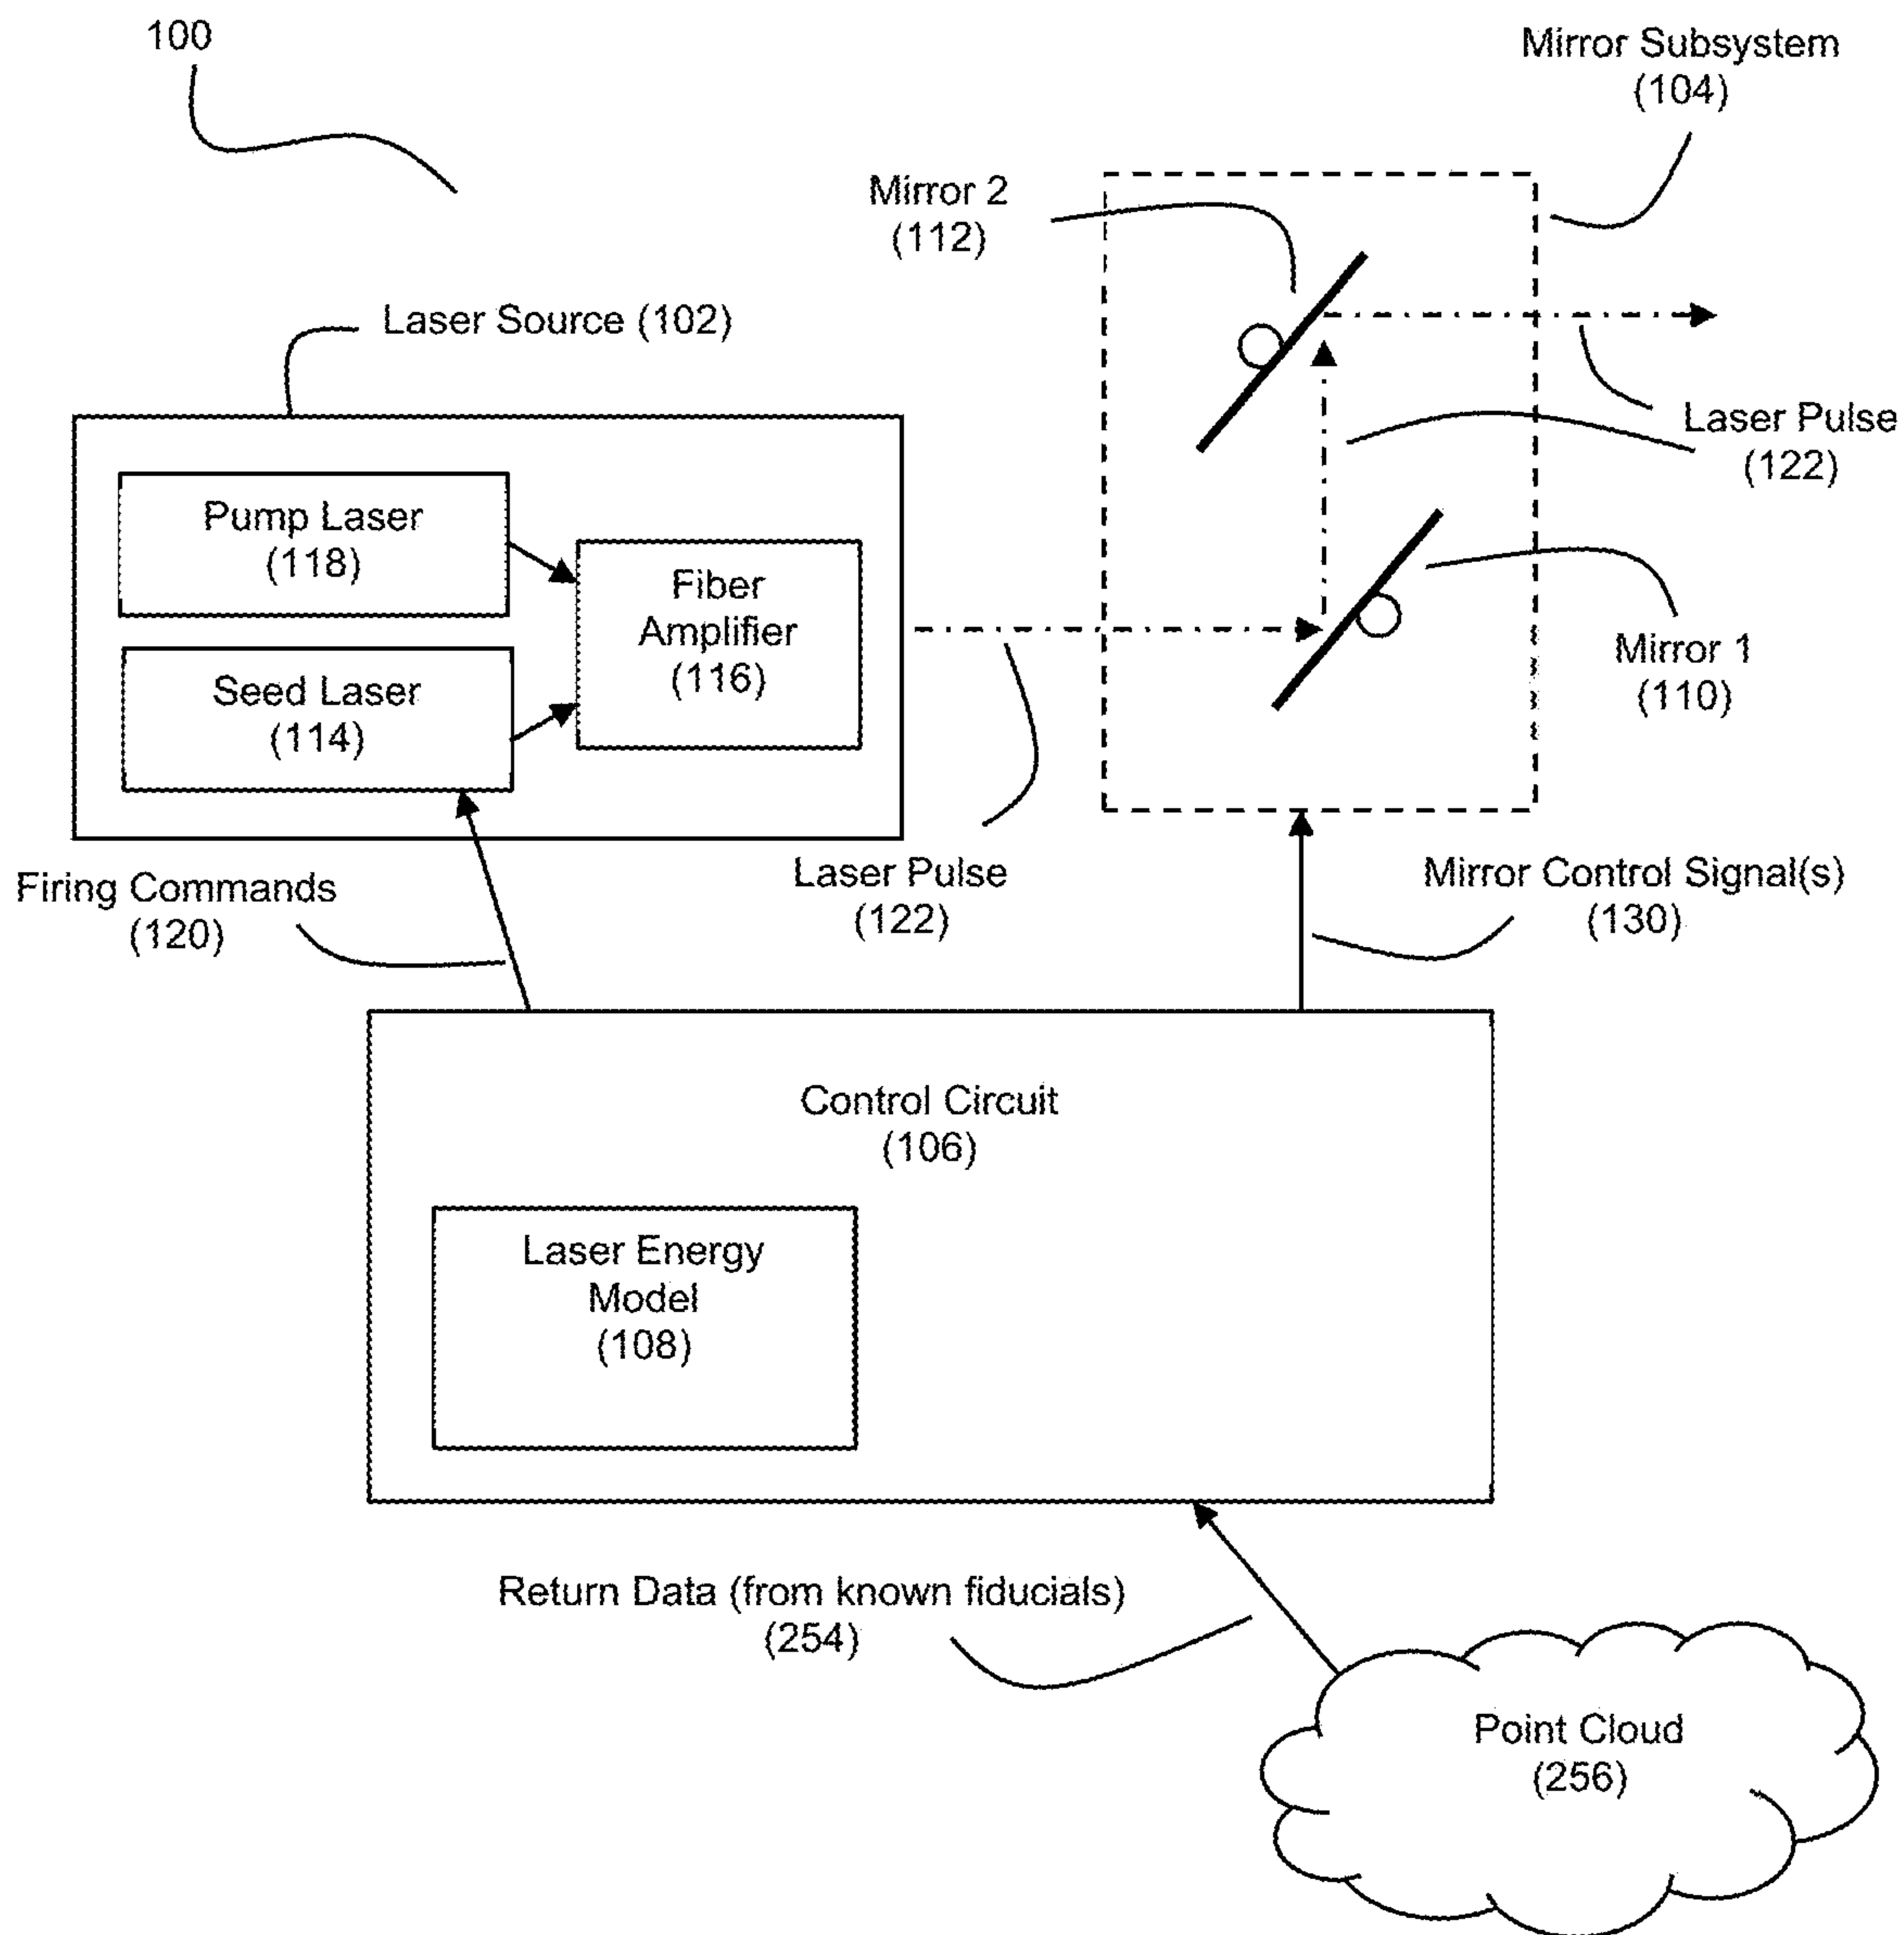 100
Mirror Subsystem
(104)
Mirror 2
(112)
Laser Source (102)
Laser Pulse
(122)
Pump Laser
(118)
Fiber
Amplifier
(116)
Seed Laser
(114)
Mirror 1
(110)
Firing Commands
(120)
Laser Pulse
(122)
Mirror Control Signal(s)
(130)
Control Circuit
(106)
Laser Energy
Model
(108)
Return Data (from known fiducials)
(254)
Point Cloud
(256)